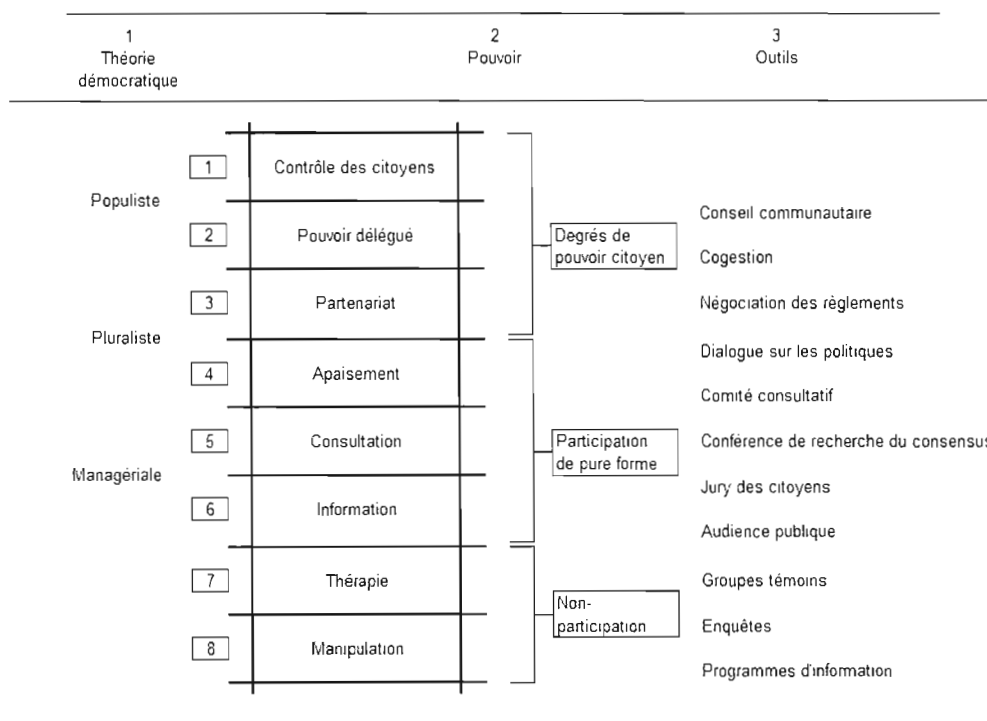 1
Théorie
démocratique
2
Pouvoir
3
Outils
Populiste
Pluraliste
Managériale
1
Contrôle des citoyens
2
Pouvoir délégué
3
Partenariat
4
Apaisement
5
Consultation
6
Information
7
Thérapie
8
Manipulation
Degrés de
pouvoir citoyen
Participation
de pure forme
Non-
participation
Conseil communautaire
Cogestion
Négociation des règlements
Dialogue sur les politiques
Comité consultatif
Conférence de recherche du consensus
Jury des citoyens
Audience publique
Groupes témoins
Enquêtes
Programmes d'information